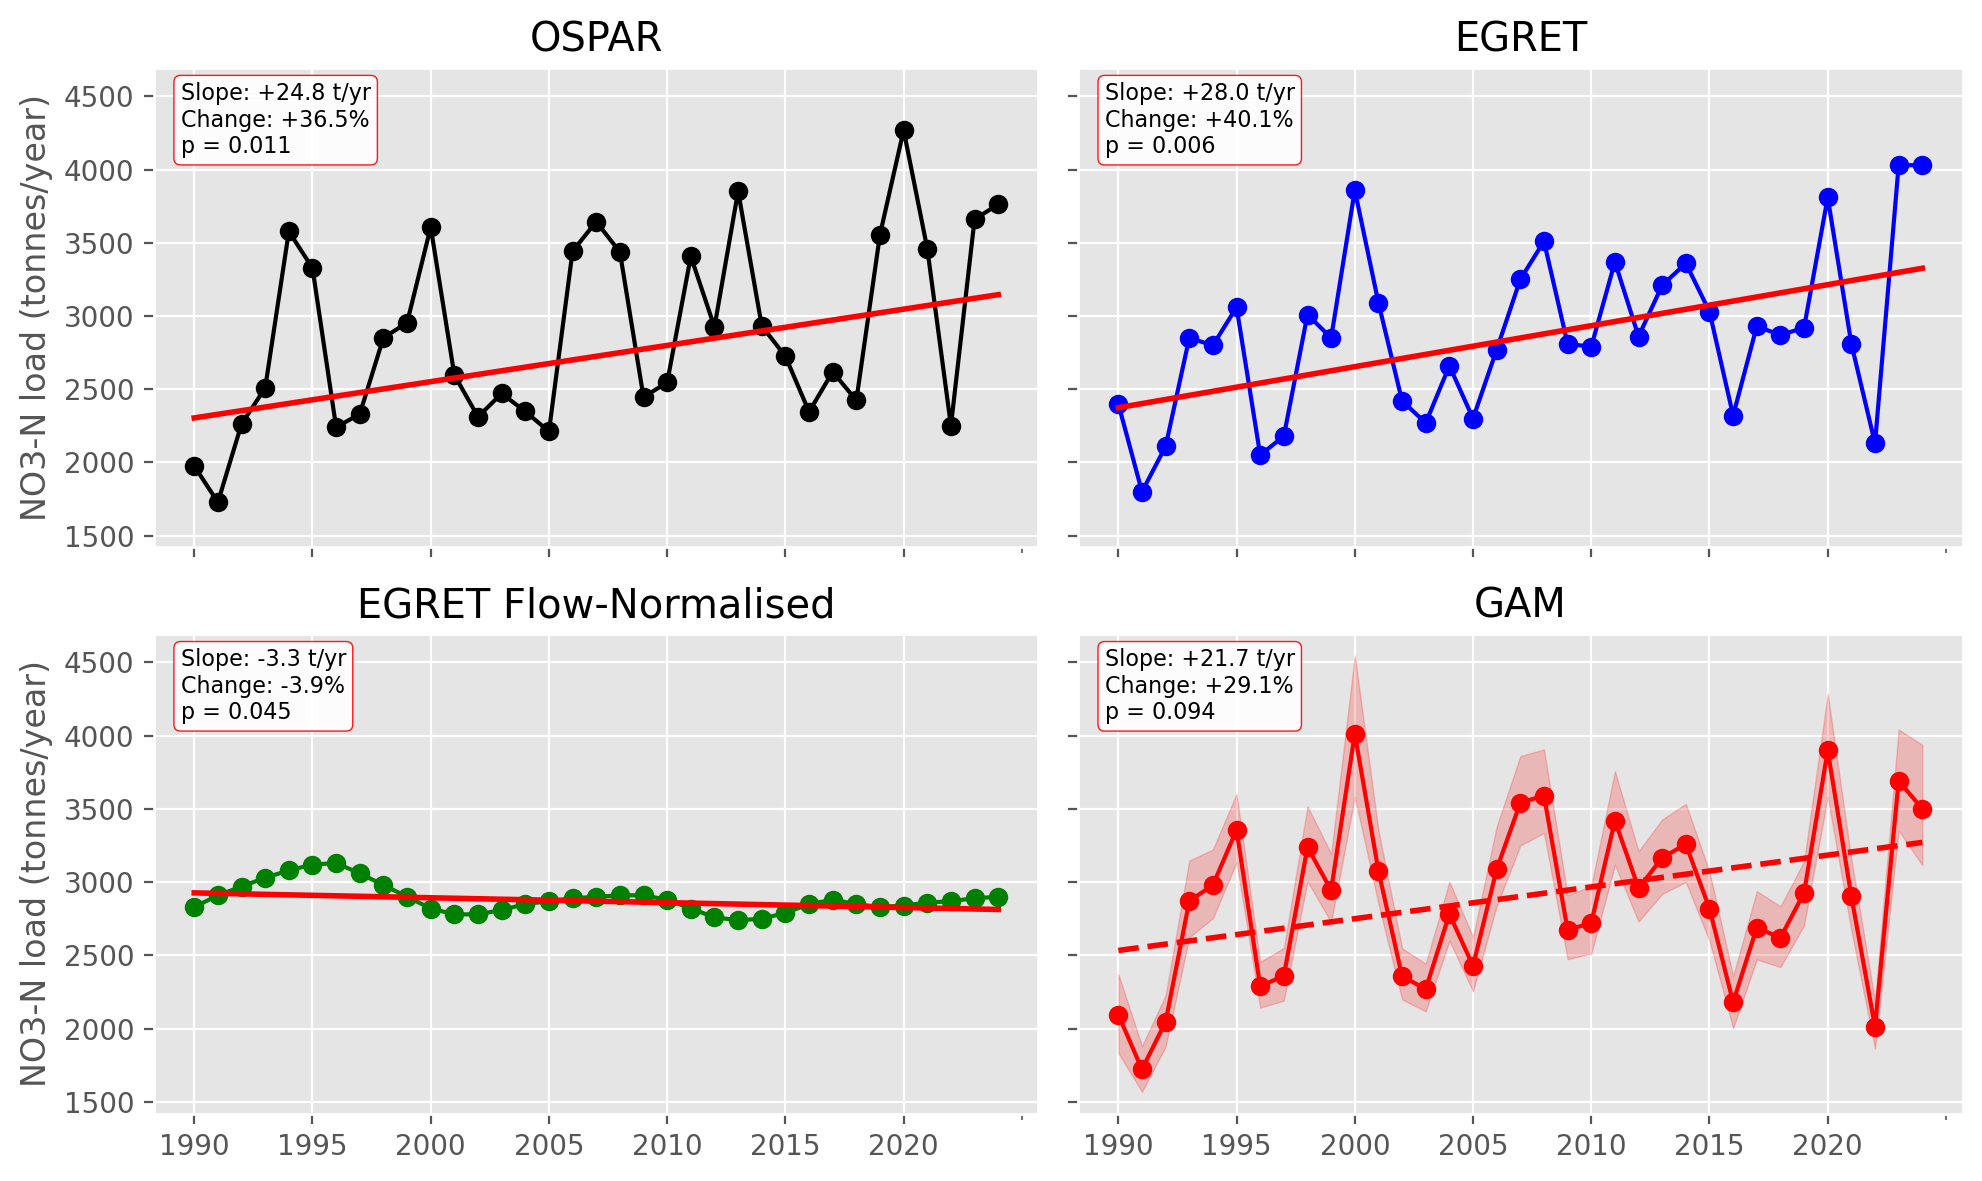 OSPAR
NO3-N load (tonnes/year)
4500
4000
3500
3000
2500
2000
1500
Slope: +24.8 t/yr
Change: +36.5%
p = 0.011
EGRET
Slope: +28.0 t/yr
Change: +40.1%
p = 0.006
EGRET Flow-Normalised
NO3-N load (tonnes/year)
4500
4000
3500
3000
2500
2000
1500
Slope: -3.3 t/yr
Change: -3.9%
p = 0.045
1990 1995 2000 2005 2010 2015 2020
GAM
Slope: +21.7 t/yr
Change: +29.1%
p = 0.094
1990 1995 2000 2005 2010 2015 2020